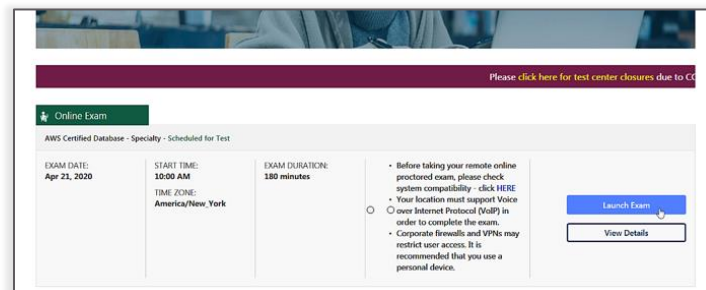 Please click here for test center closures due to CO
Online Exam
AWS Certified Database - Specialty - Scheduled for Test
EXAM DATE:
Apr 21, 2020
START TIME:
10:00 AM
TIME ZONE:
America/New_York
EXAM DURATION:
180 minutes
• Before taking your remote online
proctored exam, please check
system compatibility - click HERE
• Your location must support Voice
over Internet Protocol (VoIP) in
order to complete the exam.
• Corporate firewalls and VPNs may
restrict user access. It is
recommended that you use a
personal device.
Launch Exam
View Details